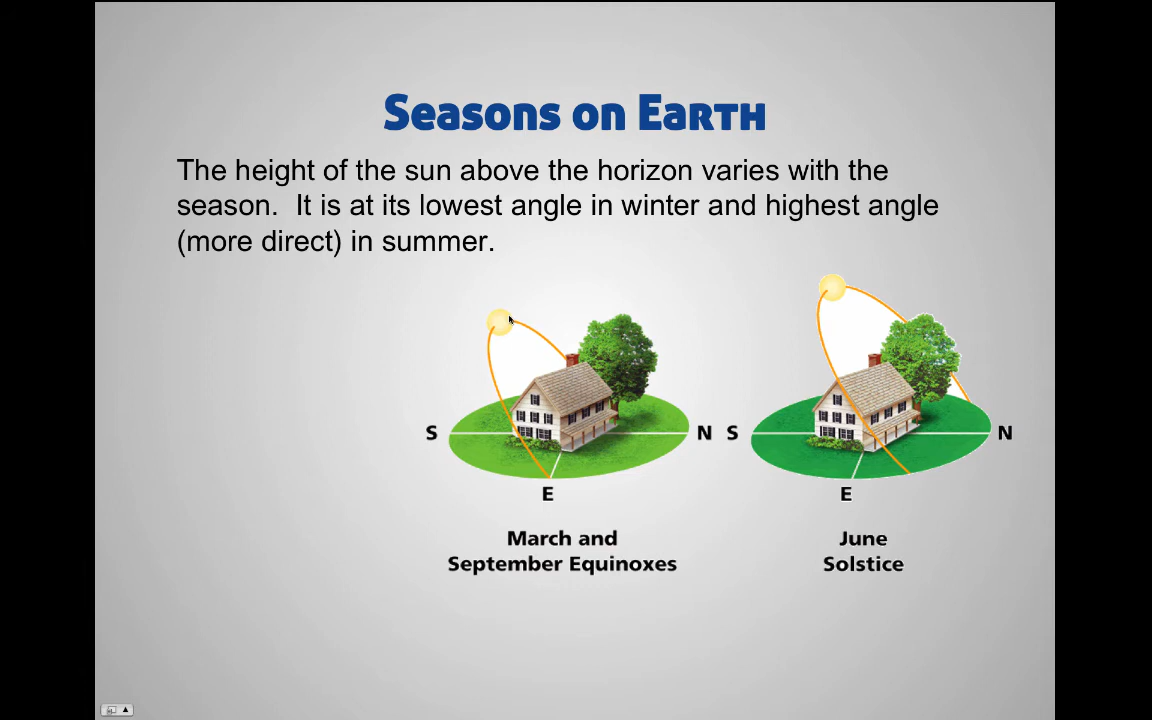 Seasons on Earth
The height of the sun above the horizon varies with the
season.  It is at its lowest angle in winter and highest angle
(more direct) in summer.
S N S N
E E
March and
September Equinoxes
June
Solstice